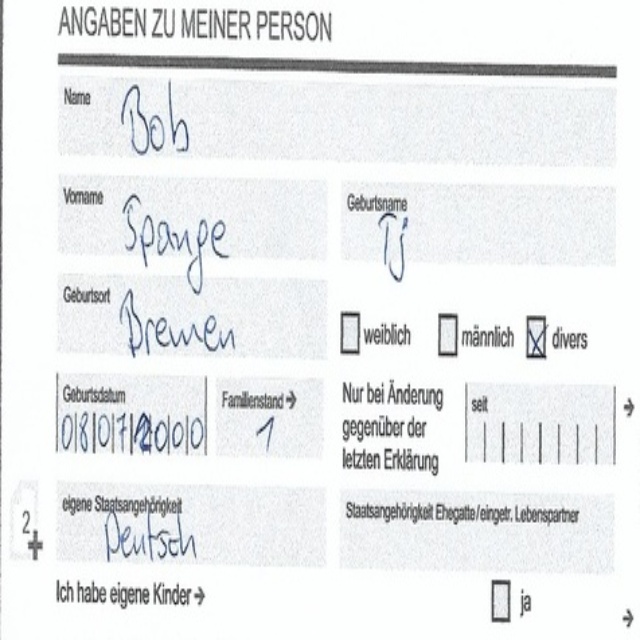 ANGABEN ZU MEINER PERSON
Name Bob
Vorname Spange
Geburtsname Tj
Geburtsort Bremen
weiblich männlich divers
Geburtsdatum 08072000
Familienstand → 1
Nur bei Änderung
gegenüber der
letzten Erklärung
seit
eigene Staatsangehörigkeit Deutsch
Staatsangehörigkeit Ehegatte/eingetr. Lebenspartner
2
Ich habe eigene Kinder → ja